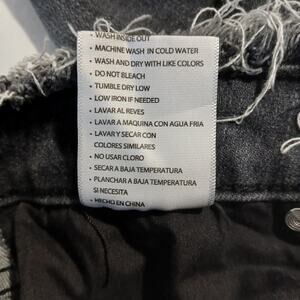 • WASH INSIDE OUT
• MACHINE WASH IN COLD WATER
• WASH AND DRY WITH LIKE COLORS
• DO NOT BLEACH
• TUMBLE DRY LOW
• LOW IRON IF NEEDED
• LAVAR AL REVES
• LAVAR A MAQUINA CON AGUA FRIA
• LAVAR Y SECAR CON
COLORES SIMILARES
• NO USAR CLORO
• SECAR A BAJA TEMPERATURA
• PLANCHAR A BAJA TEMPERATURA
SI NECESITA
• HECHO EN CHINA